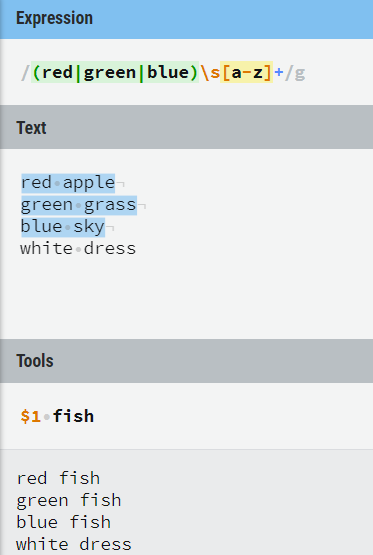 Expression
/(red|green|blue)\s[a-z]+/g
Text
red apple
green grass
blue sky
white dress
Tools
$1 fish
red fish
green fish
blue fish
white dress